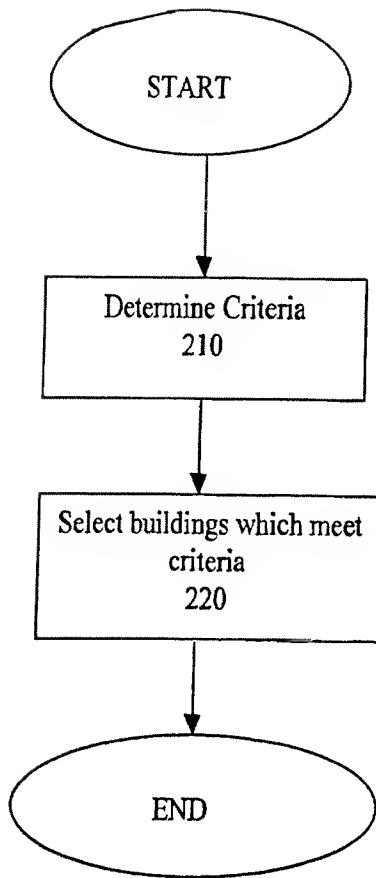 START
Determine Criteria
210
Select buildings which meet
criteria
220
END